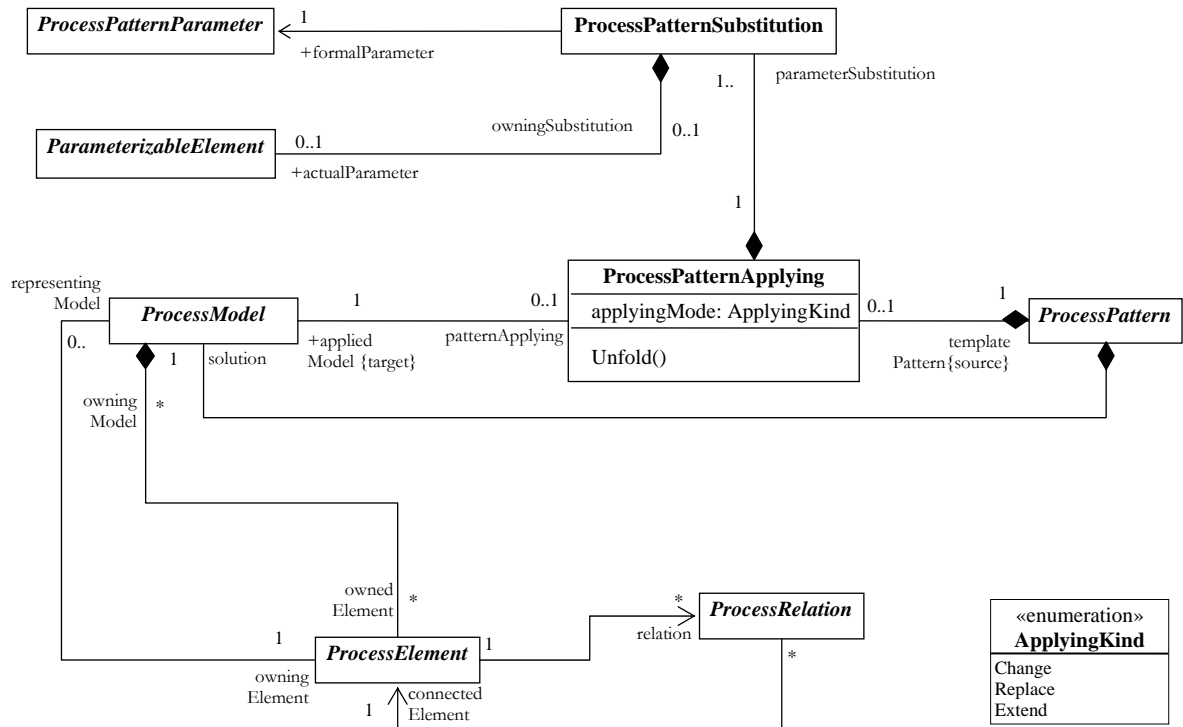 ProcessPatternParameter
1
+formalParameter
ProcessPatternSubstitution
1..
parameterSubstitution
owningSubstitution
0..1
ParameterizableElement
0..1
+actualParameter
1
representing
Model
0..
ProcessModel
1
+applied
Model {target}
0..1
patternApplying
ProcessPatternApplying
applyingMode: ApplyingKind
Unfold()
0..1
1
template
Pattern{source}
ProcessPattern
1
solution
owning
Model
*
owned
Element
*
1
owning
Element
ProcessElement
1
*
relation
ProcessRelation
*
1
connected
Element
«enumeration»
ApplyingKind
Change
Replace
Extend